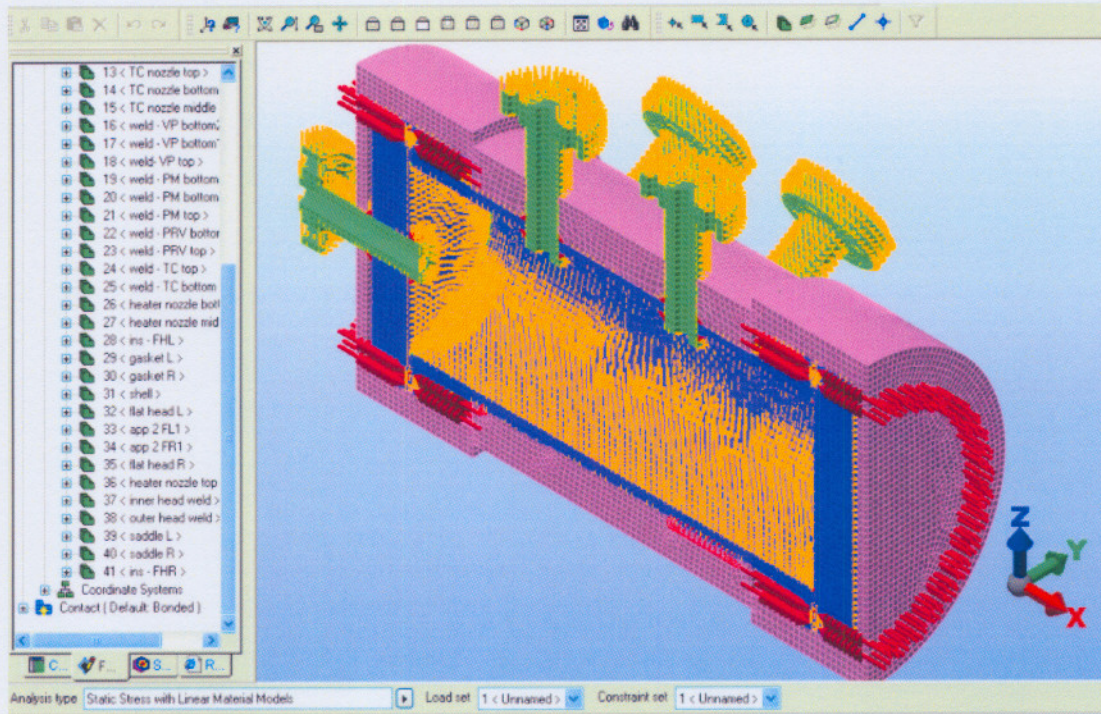 13 < TC nozzle top >
14 < TC nozzle bottom
15 < TC nozzle middle
16 < weld - VP bottom2
17 < weld - VP bottom1
18 < weld- VP top >
19 < weld - PM bottom
20 < weld - PM bottom
21 < weld - PM top >
22 < weld - PRV bottor
23 < weld - PRV top >
24 < weld - TC top >
25 < weld - TC bottom
26 < heater nozzle bott
27 < heater nozzle mid
28 < ins - FHL >
29 < gasket L >
30 < gasket R >
31 < shell >
32 < flat head L >
33 < app 2 FL1 >
34 < app 2 FR1 >
35 < flat head R >
36 < heater nozzle top
37 < inner head weld >
38 < outer head weld >
39 < saddle L >
40 < saddle R >
41 < ins - FHR >
Coordinate Systems
Contact ( Default: Bonded )
C... F... S... R...
Z
Y
X
Analysis type Static Stress with Linear Material Models Load set 1 < Unnamed > Constraint set 1 < Unnamed >